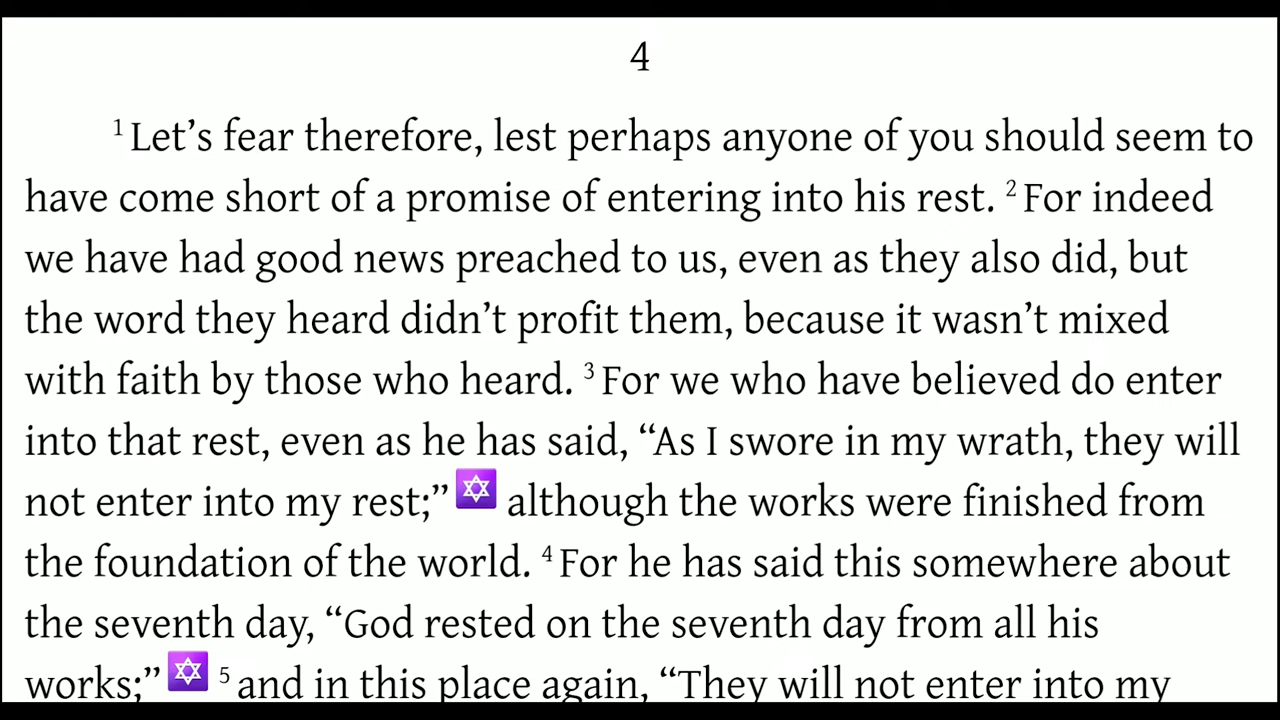 4
¹ Let’s fear therefore, lest perhaps anyone of you should seem to
have come short of a promise of entering into his rest. ² For indeed
we have had good news preached to us, even as they also did, but
the word they heard didn’t profit them, because it wasn’t mixed
with faith by those who heard. ³ For we who have believed do enter
into that rest, even as he has said, “As I swore in my wrath, they will
not enter into my rest;” 🔯 although the works were finished from
the foundation of the world. ⁴ For he has said this somewhere about
the seventh day, “God rested on the seventh day from all his
works;” 🔯 ⁵ and in this place again, “They will not enter into my